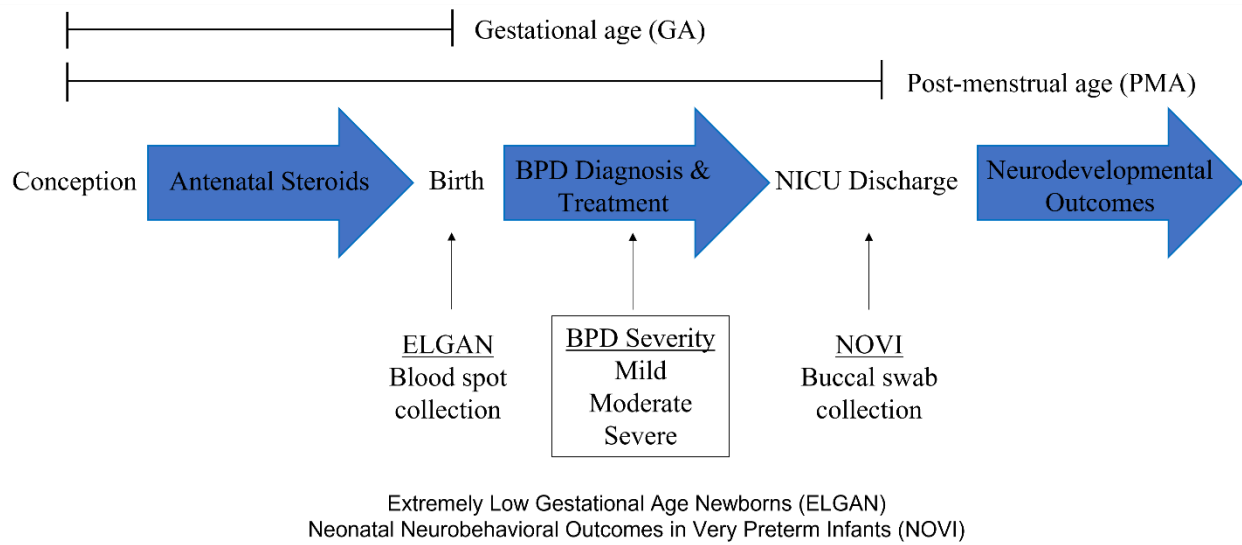 Gestational age (GA)
Post-menstrual age (PMA)
Conception
Antenatal Steroids
Birth
BPD Diagnosis &
Treatment
NICU Discharge
Neurodevelopmental
Outcomes
ELGAN
Blood spot
collection
BPD Severity
Mild
Moderate
Severe
NOVI
Buccal swab
collection
Extremely Low Gestational Age Newborns (ELGAN)
Neonatal Neurobehavioral Outcomes in Very Preterm Infants (NOVI)